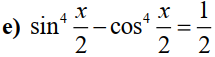 e) sin⁴ x/2 − cos⁴ x/2 = 1/2